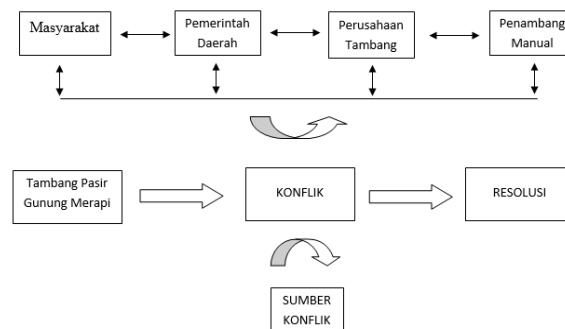 Masyarakat
Pemerintah
Daerah
Perusahaan
Tambang
Penambang
Manual
Tambang Pasir
Gunung Merapi
KONFLIK
RESOLUSI
SUMBER
KONFLIK